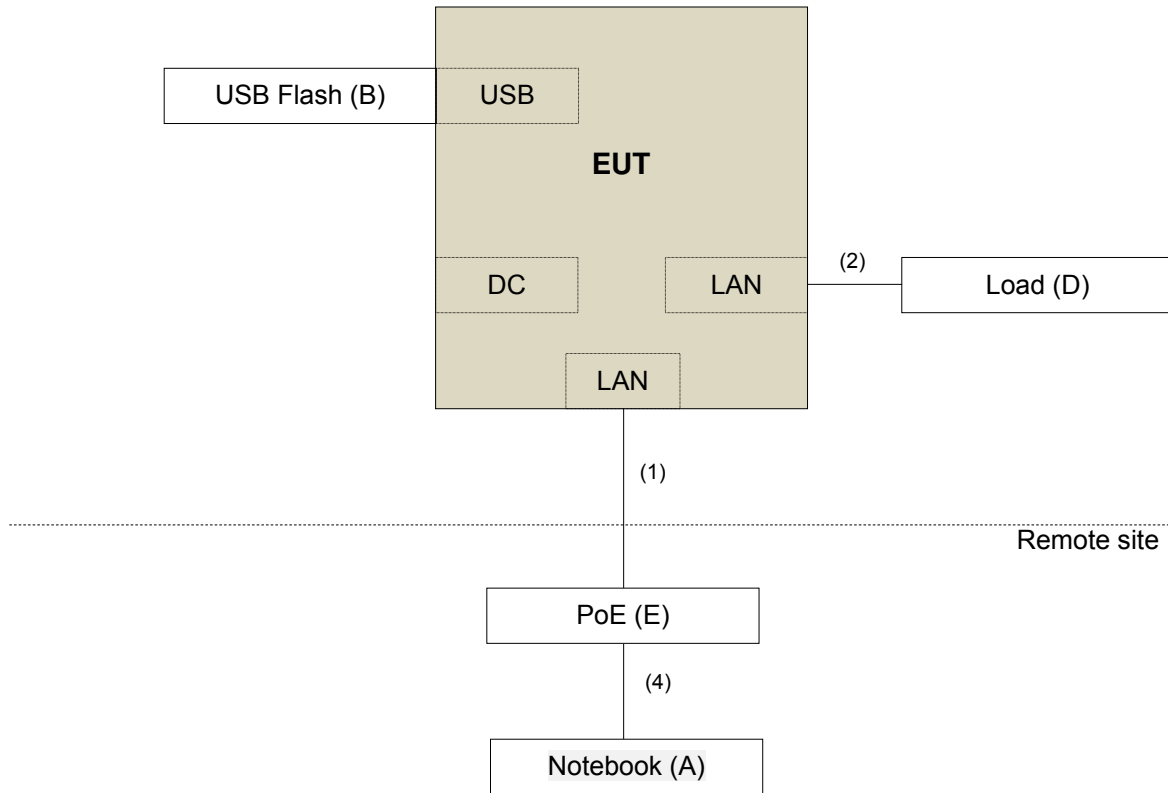 USB Flash (B)
USB
EUT
DC
LAN
(2)
Load (D)
LAN
(1)
Remote site
PoE (E)
(4)
Notebook (A)